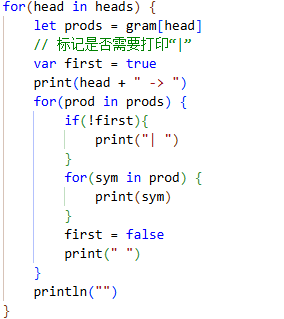 for(head in heads) {
    let prods = gram[head]
    // 标记是否需要打印“|”
    var first = true
    print(head + " -> ")
    for(prod in prods) {
        if(!first){
            print("| ")
        }
        for(sym in prod) {
            print(sym)
        }
        first = false
        print(" ")
    }
    println("")
}